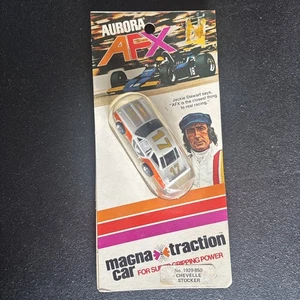 AURORA
AFX
16
Jackie Stewart says,
"AFX is the closest thing
to real racing."
17
magna traction
car FOR SUPER GRIPPING POWER
No. 1929-850
CHEVELLE
STOCKER